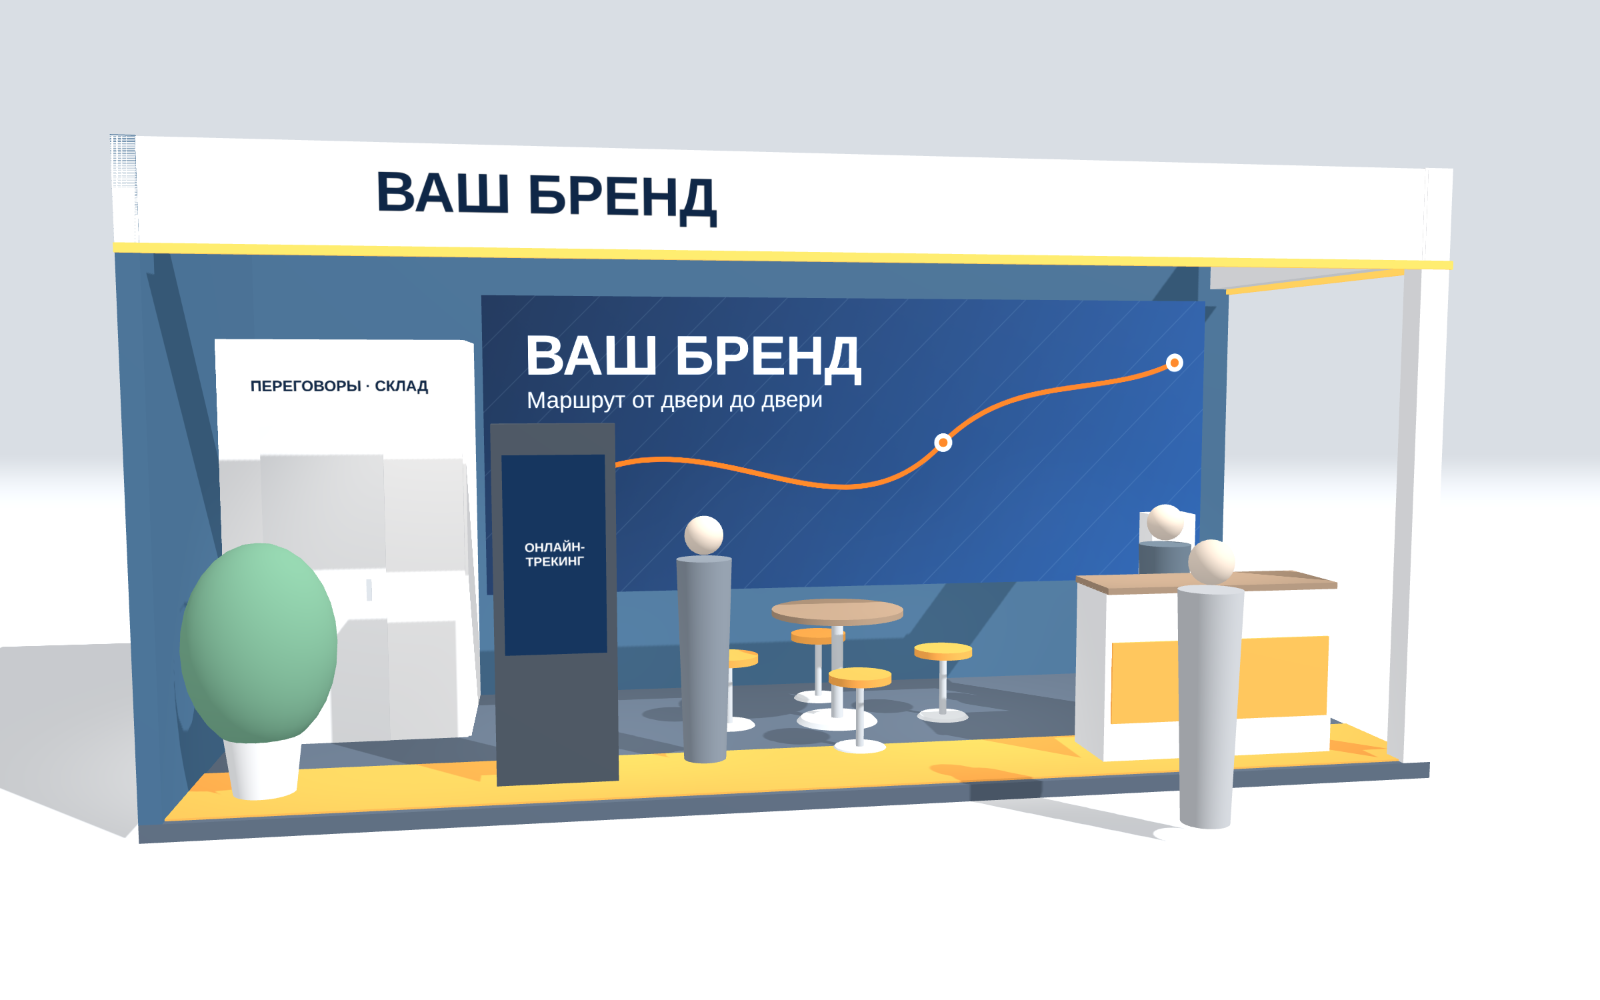 ВАШ БРЕНД
ВАШ БРЕНД
Маршрут от двери до двери
ПЕРЕГОВОРЫ · СКЛАД
ОНЛАЙН-
ТРЕКИНГ